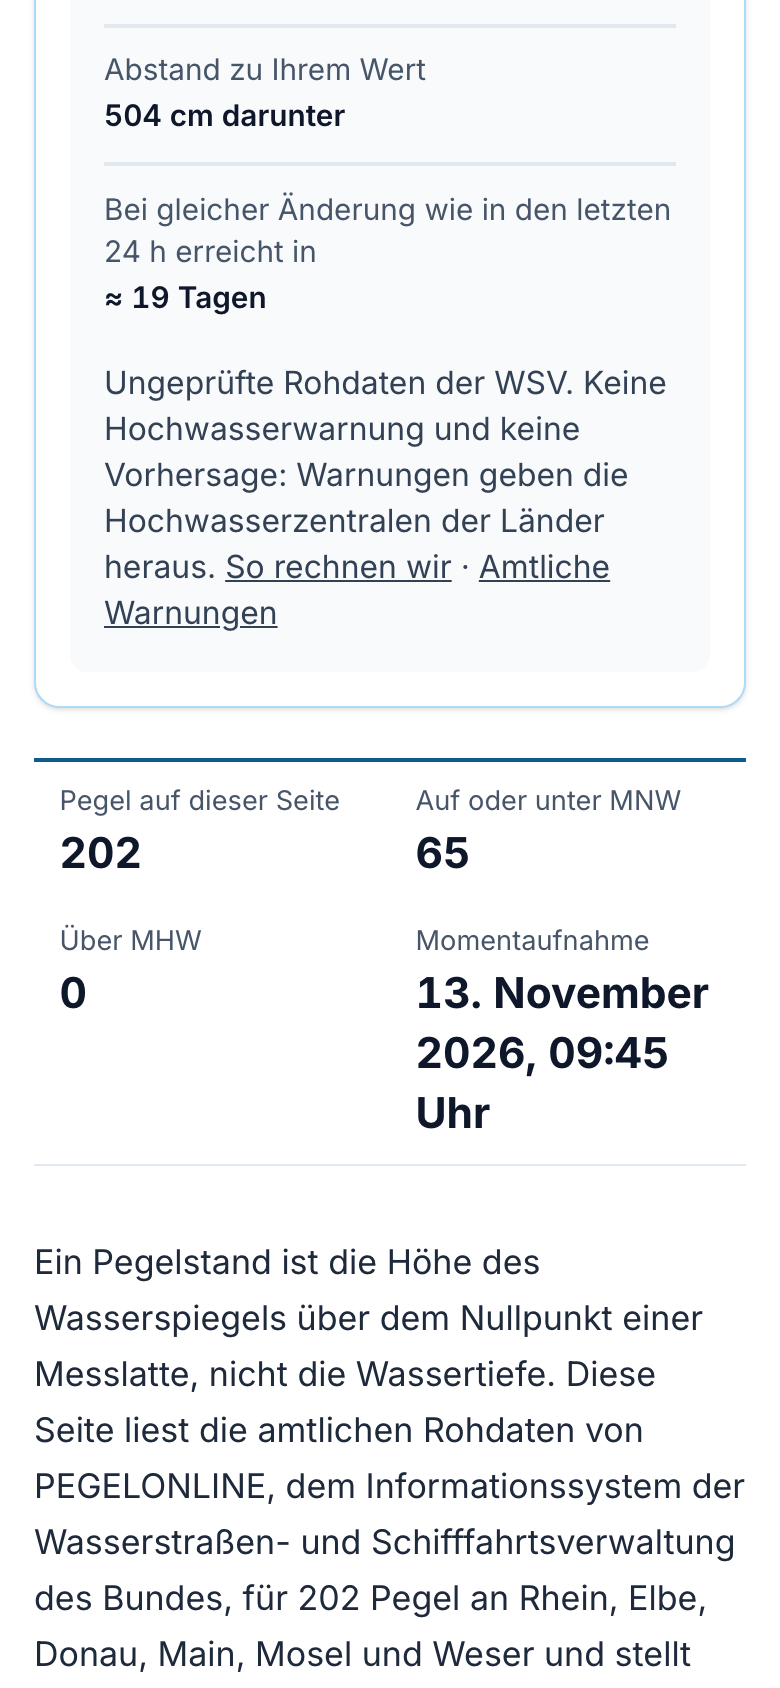 Abstand zu Ihrem Wert
504 cm darunter
Bei gleicher Änderung wie in den letzten
24 h erreicht in
≈ 19 Tagen
Ungeprüfte Rohdaten der WSV. Keine
Hochwasserwarnung und keine
Vorhersage: Warnungen geben die
Hochwasserzentralen der Länder
heraus. So rechnen wir · Amtliche
Warnungen
Pegel auf dieser Seite
202
Auf oder unter MNW
65
Über MHW
0
Momentaufnahme
13. November
2026, 09:45
Uhr
Ein Pegelstand ist die Höhe des
Wasserspiegels über dem Nullpunkt einer
Messlatte, nicht die Wassertiefe. Diese
Seite liest die amtlichen Rohdaten von
PEGELONLINE, dem Informationssystem der
Wasserstraßen- und Schifffahrtsverwaltung
des Bundes, für 202 Pegel an Rhein, Elbe,
Donau, Main, Mosel und Weser und stellt